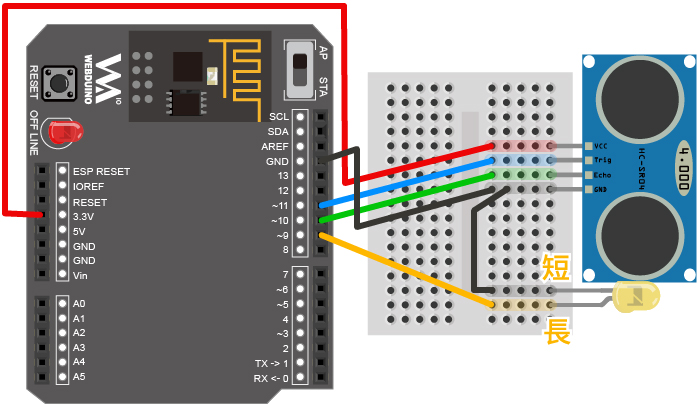 RESET
WEBDUINO
IO
AP
STA
OFF LINE
ESP RESET
IOREF
RESET
3.3V
5V
GND
GND
Vin
A0
A1
A2
A3
A4
A5
SCL
SDA
AREF
GND
13
12
~11
~10
~9
8
7
~6
~5
4
~3
2
TX -> 1
RX <- 0
VCC
Trig
Echo
GND
HC-SR04
4.000
短
長